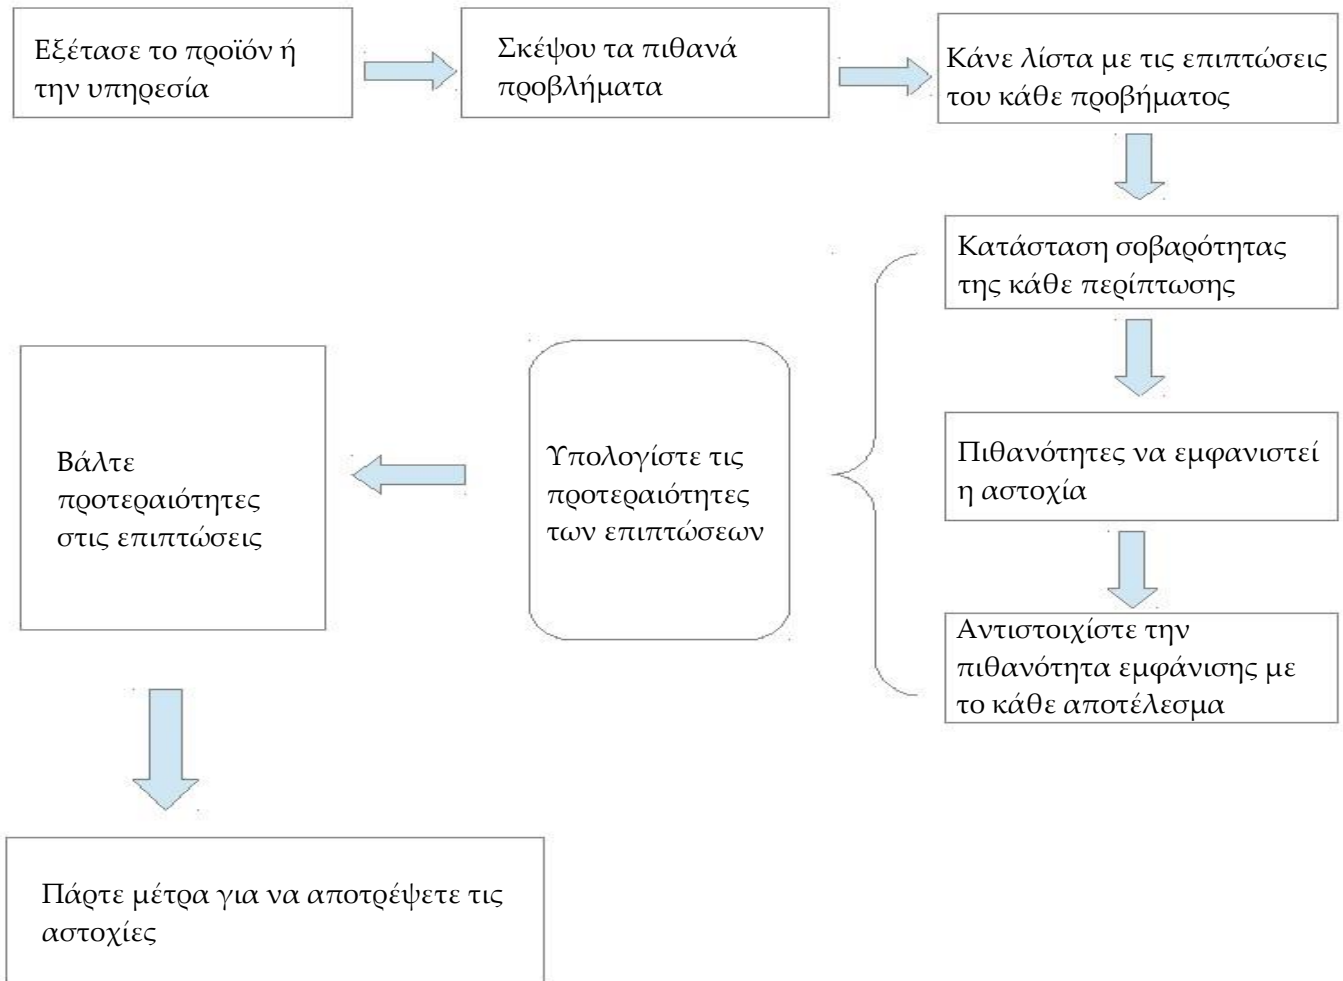 Εξέτασε το προϊόν ή
την υπηρεσία
Σκέψου τα πιθανά
προβλήματα
Κάνε λίστα με τις επιπτώσεις
του κάθε προβήματος
Κατάσταση σοβαρότητας
της κάθε περίπτωσης
Πιθανότητες να εμφανιστεί
η αστοχία
Αντιστοιχίστε την
πιθανότητα εμφάνισης με
το κάθε αποτέλεσμα
Υπολογίστε τις
προτεραιότητες
των επιπτώσεων
Βάλτε
προτεραιότητες
στις επιπτώσεις
Πάρτε μέτρα για να αποτρέψετε τις
αστοχίες